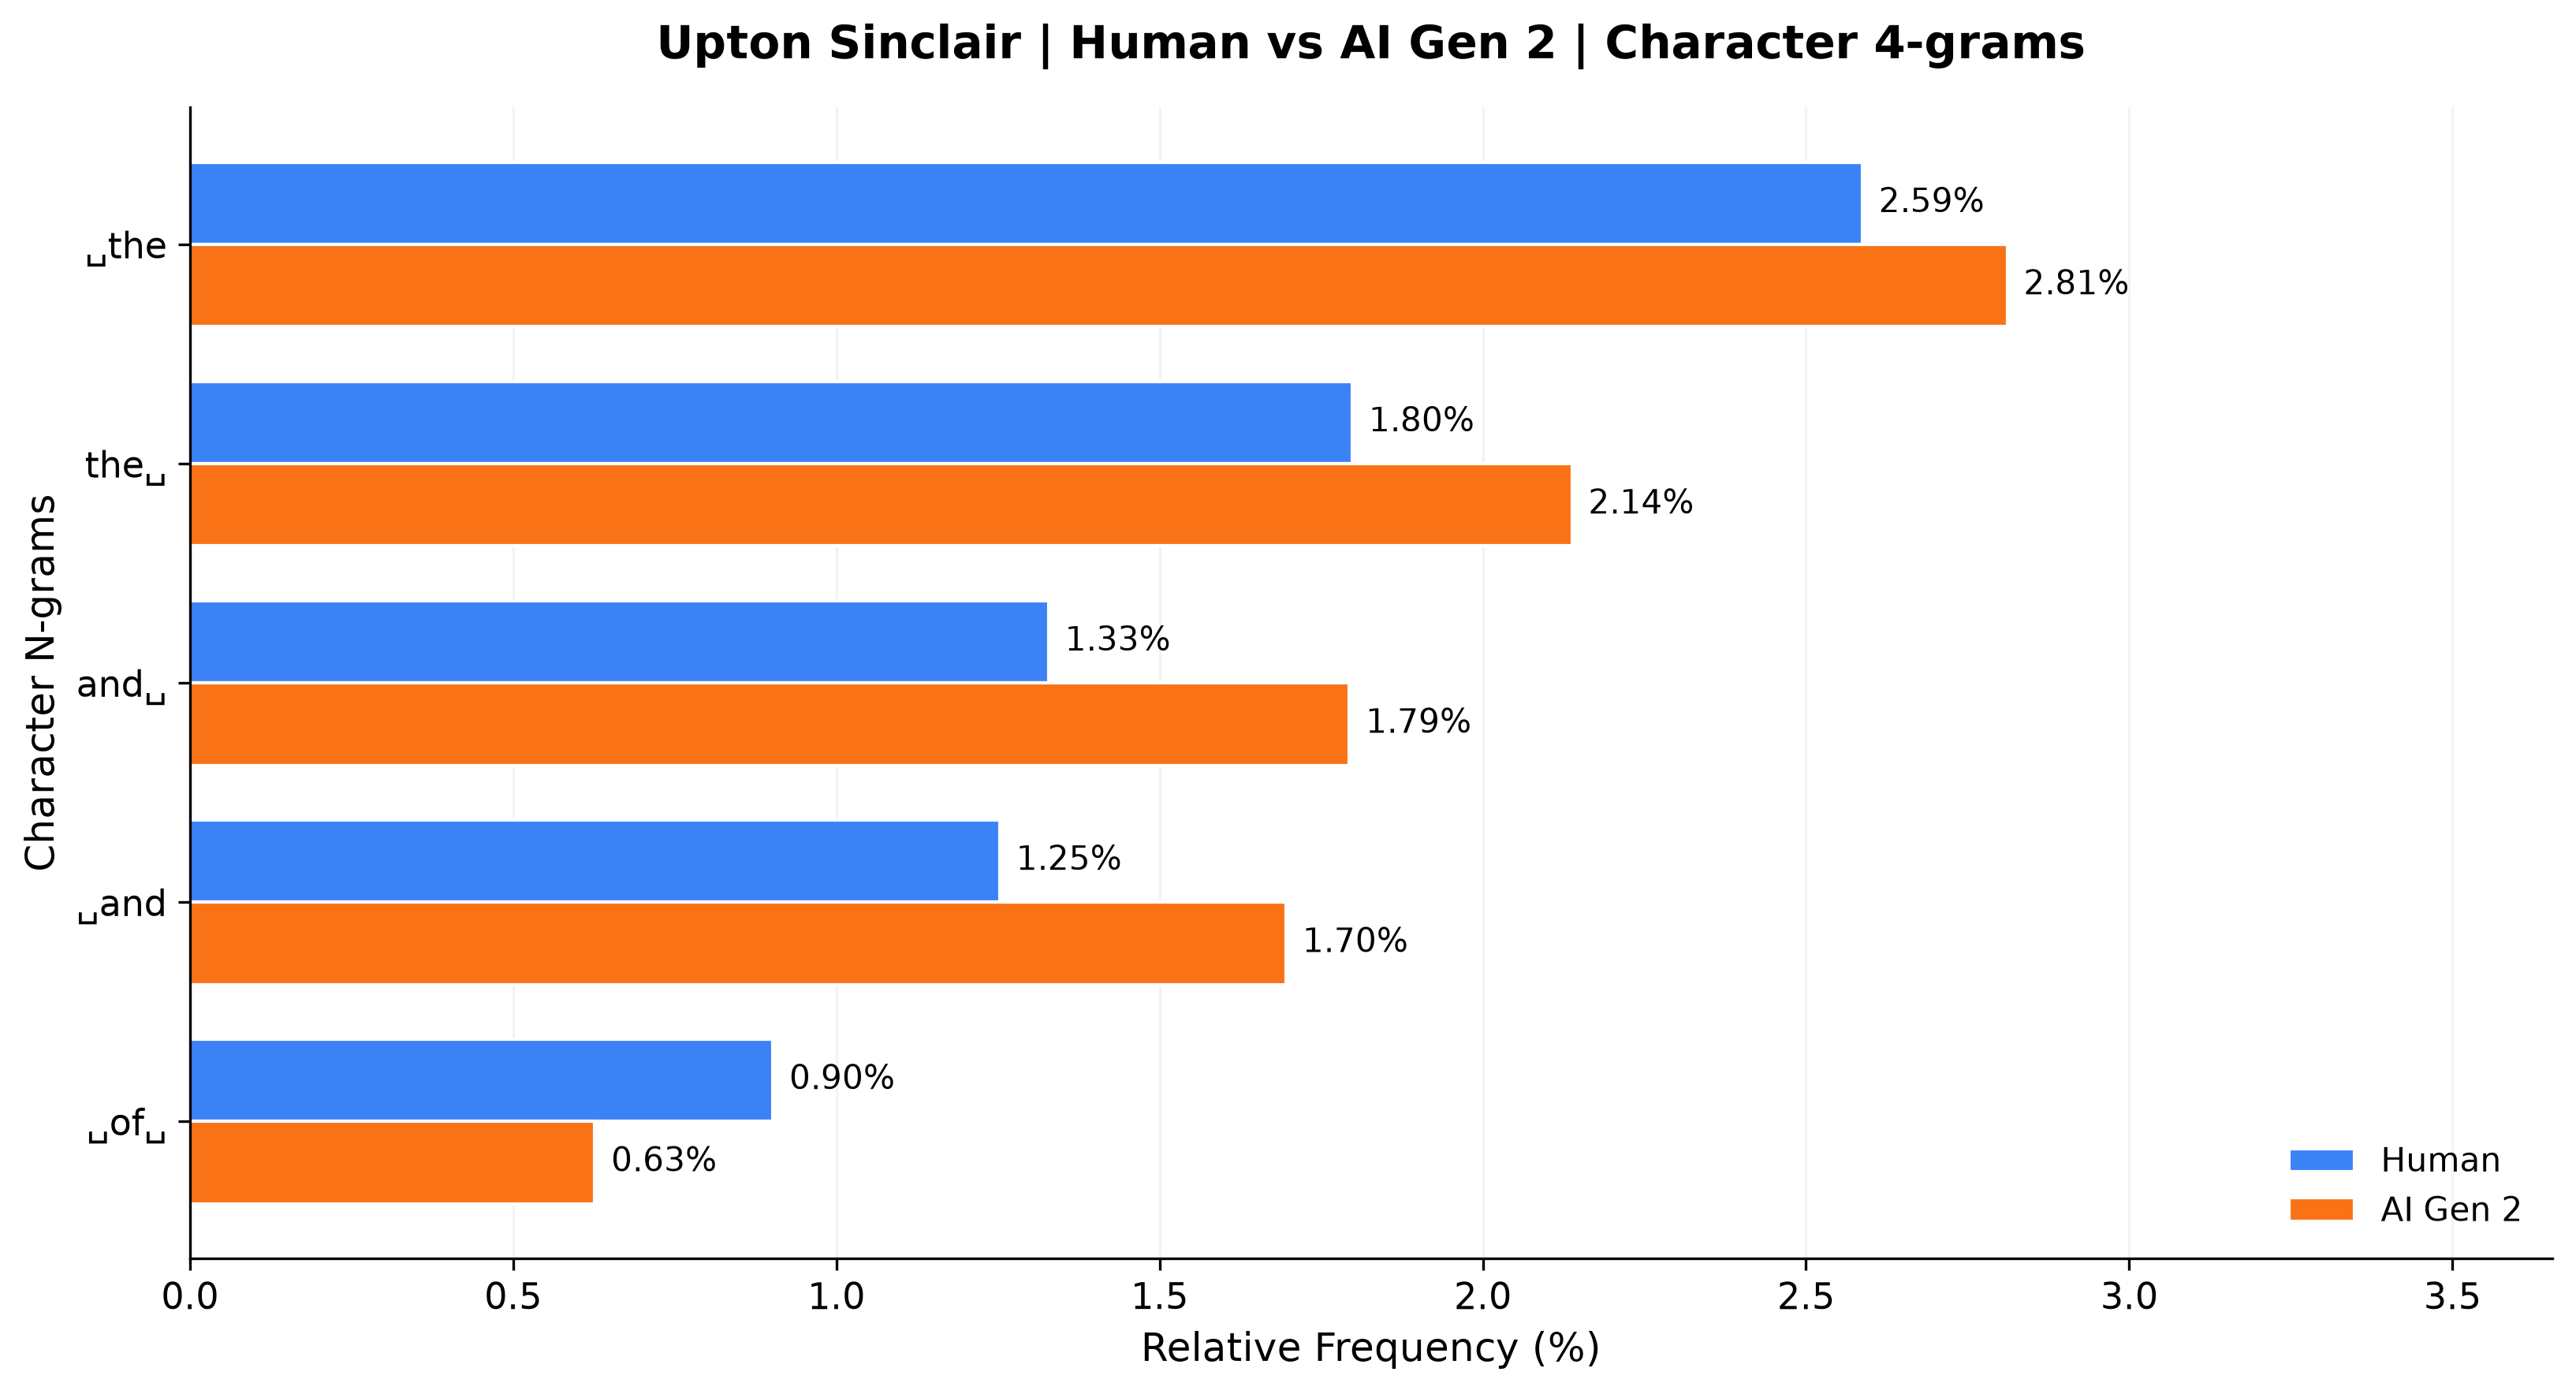 Upton Sinclair | Human vs AI Gen 2 | Character 4-grams
Character N-grams
␣the
2.59%
2.81%
the␣
1.80%
2.14%
and␣
1.33%
1.79%
␣and
1.25%
1.70%
␣of␣
0.90%
0.63%
Human
AI Gen 2
0.0 0.5 1.0 1.5 2.0 2.5 3.0 3.5
Relative Frequency (%)